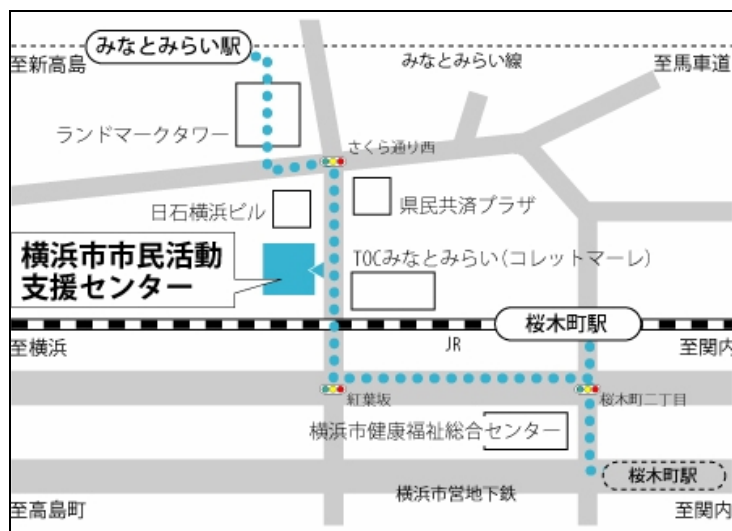 みなとみらい駅
至新高島
みなとみらい線
至馬車道
ランドマークタワー
さくら通り西
日石横浜ビル
県民共済プラザ
横浜市市民活動
支援センター
TOCみなとみらい(コレットマーレ)
桜木町駅
至横浜
JR
至関内
紅葉坂
桜木町二丁目
横浜市健康福祉総合センター
桜木町駅
横浜市営地下鉄
至高島町
至関内